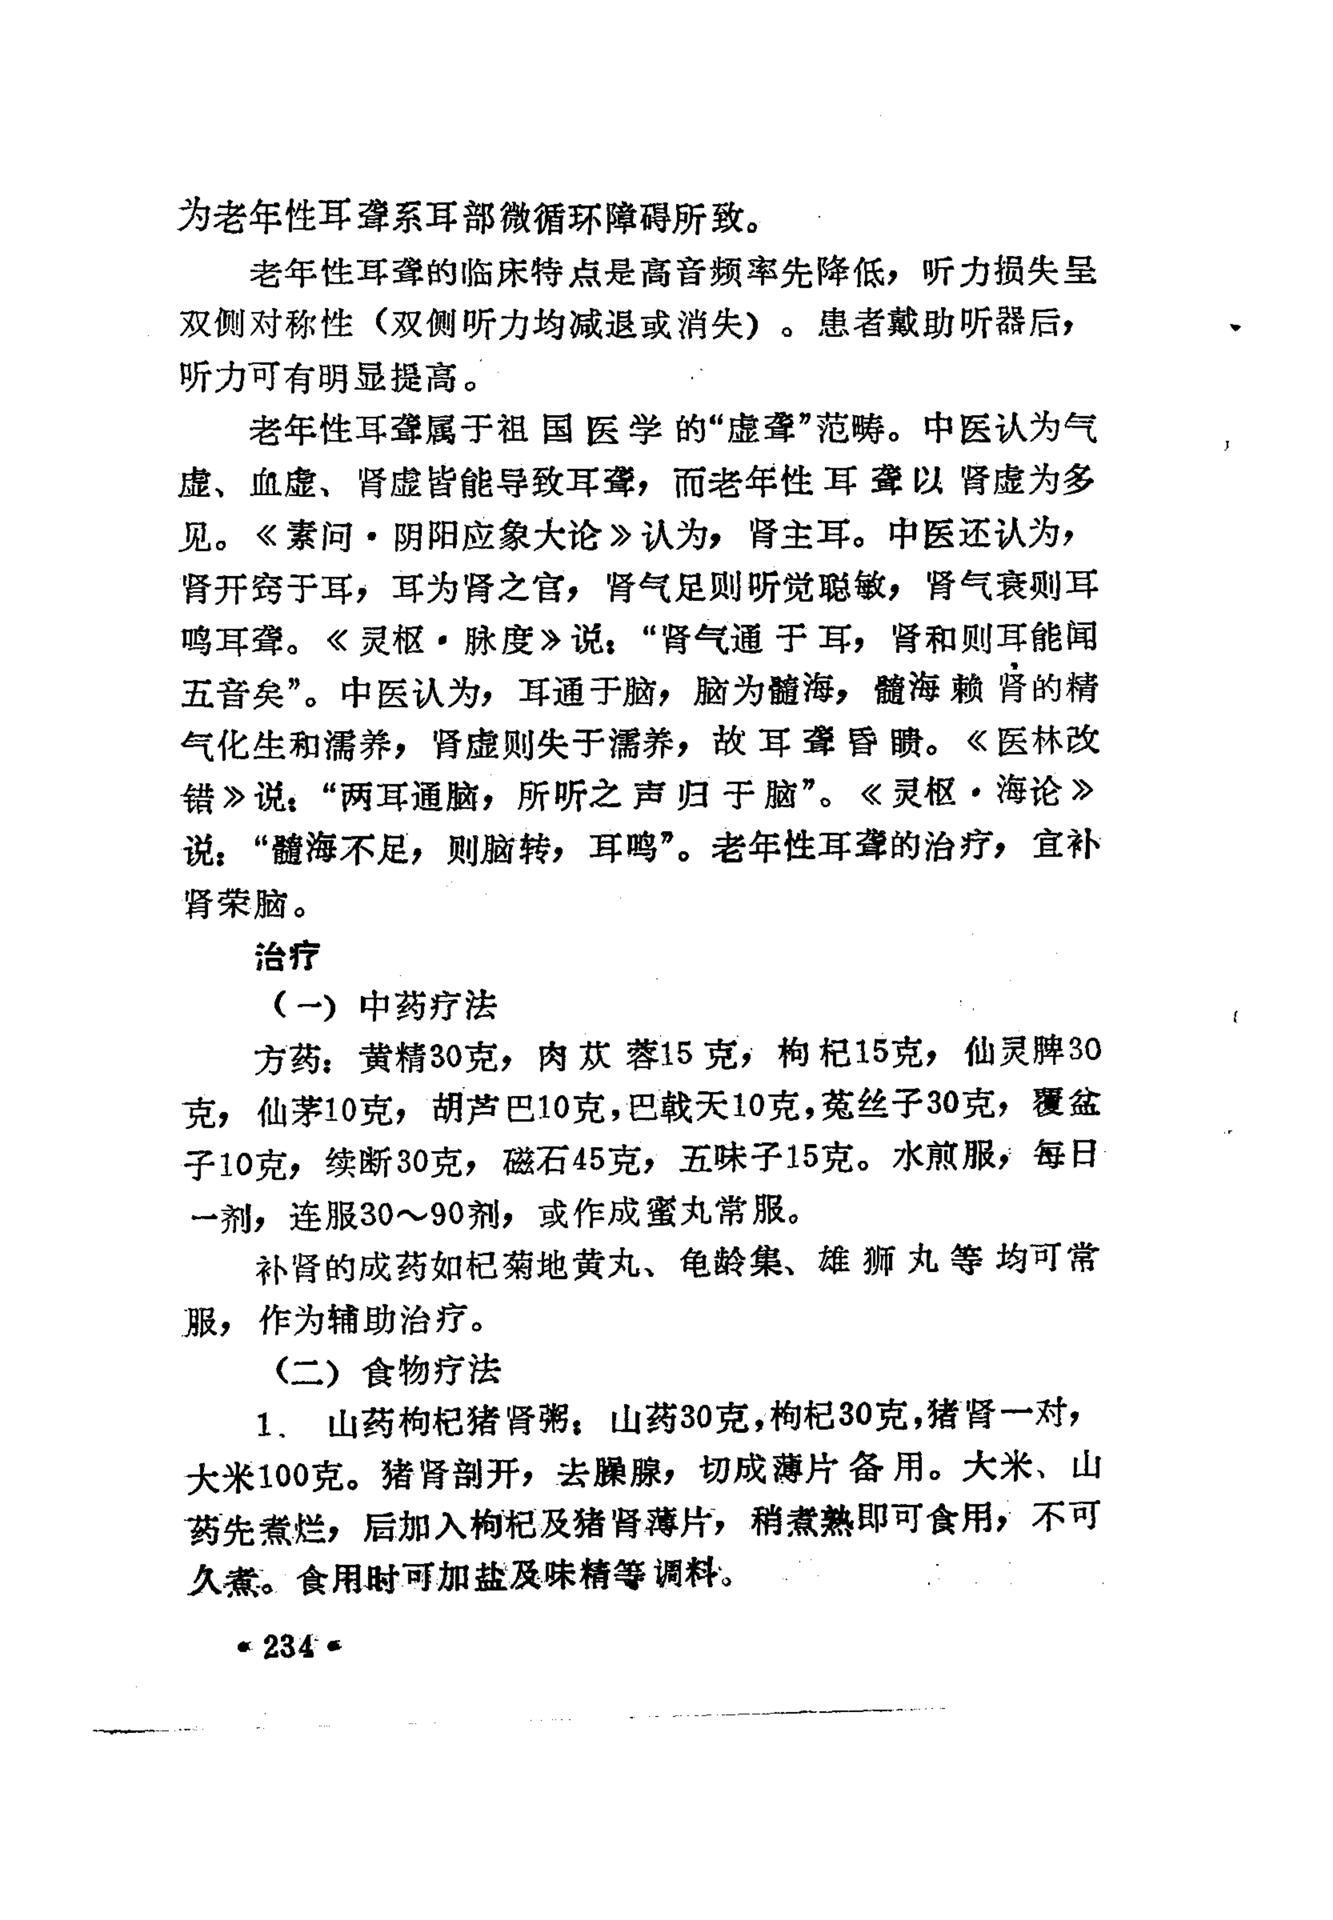 为老年性耳聋系耳部微循环障碍所致。
老年性耳聋的临床特点是高音频率先降低，听力损失呈
双侧对称性（双侧听力均减退或消失）。患者戴助听器后，
听力可有明显提高。
老年性耳聋属于祖国医学的“虚聋”范畴。中医认为气
虚、血虚、肾虚皆能导致耳聋，而老年性耳聋以肾虚为多
见。《素问·阴阳应象大论》认为，肾主耳。中医还认为，
肾开窍于耳，耳为肾之官，肾气足则听觉聪敏，肾气衰则耳
鸣耳聋。《灵枢·脉度》说：“肾气通于耳，肾和则耳能闻
五音矣”。中医认为，耳通于脑，脑为髓海，髓海赖肾的精
气化生和濡养，肾虚则失于濡养，故耳聋昏聩。《医林改
错》说：“两耳通脑，所听之声归于脑”。《灵枢·海论》
说：“髓海不足，则脑转，耳鸣”。老年性耳聋的治疗，宜补
肾荣脑。
治疗
（一）中药疗法
方药：黄精30克，肉苁蓉15克，枸杞15克，仙灵脾30
克，仙茅10克，胡芦巴10克，巴戟天10克，菟丝子30克，覆盆
子10克，续断30克，磁石45克，五味子15克。水煎服，每日
一剂，连服30～90剂，或作成蜜丸常服。
补肾的成药如杞菊地黄丸、龟龄集、雄狮丸等均可常
服，作为辅助治疗。
（二）食物疗法
1． 山药枸杞猪肾粥：山药30克，枸杞30克，猪肾一对，
大米100克。猪肾剖开，去臊腺，切成薄片备用。大米、山
药先煮烂，后加入枸杞及猪肾薄片，稍煮熟即可食用，不可
久煮。食用时可加盐及味精等调料。
• 234 •